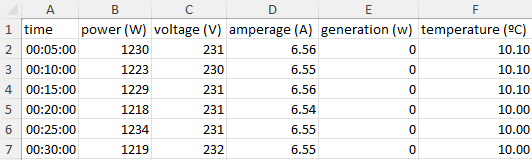 A B C D E F
1 time power (W) voltage (V) amperage (A) generation (w) temperature (ºC)
2 00:05:00 1230 231 6.56 0 10.10
3 00:10:00 1223 230 6.55 0 10.10
4 00:15:00 1229 231 6.56 0 10.10
5 00:20:00 1218 231 6.54 0 10.00
6 00:25:00 1234 231 6.55 0 10.00
7 00:30:00 1219 232 6.55 0 10.00